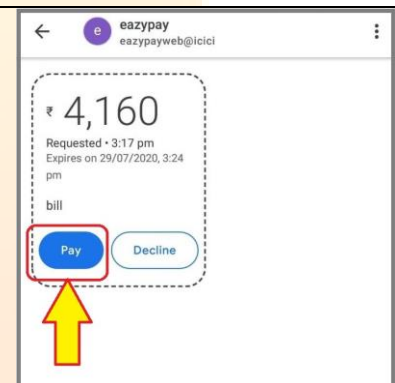 e
eazypay
eazypayweb@icici
₹ 4,160
Requested • 3:17 pm
Expires on 29/07/2020, 3:24
pm
bill
Pay
Decline